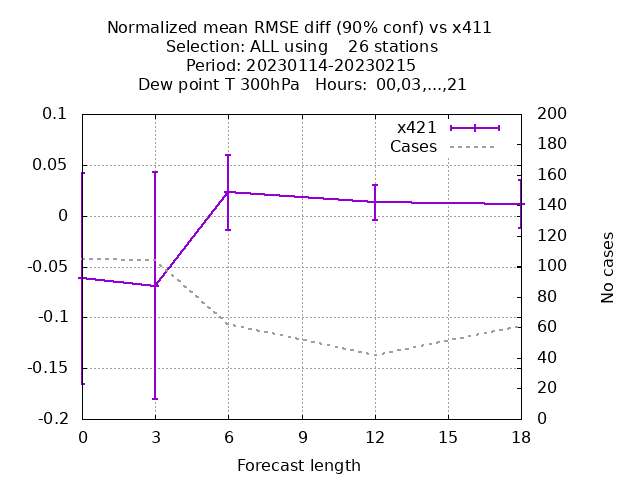 Normalized mean RMSE diff (90% conf) vs x411
Selection: ALL using    26 stations
Period: 20230114-20230215
Dew point T 300hPa   Hours:  00,03,...,21
x421
Cases
0.1
0.05
0
-0.05
-0.1
-0.15
-0.2
200
180
160
140
120
100
80
60
40
20
0
No cases
0 3 6 9 12 15 18
Forecast length